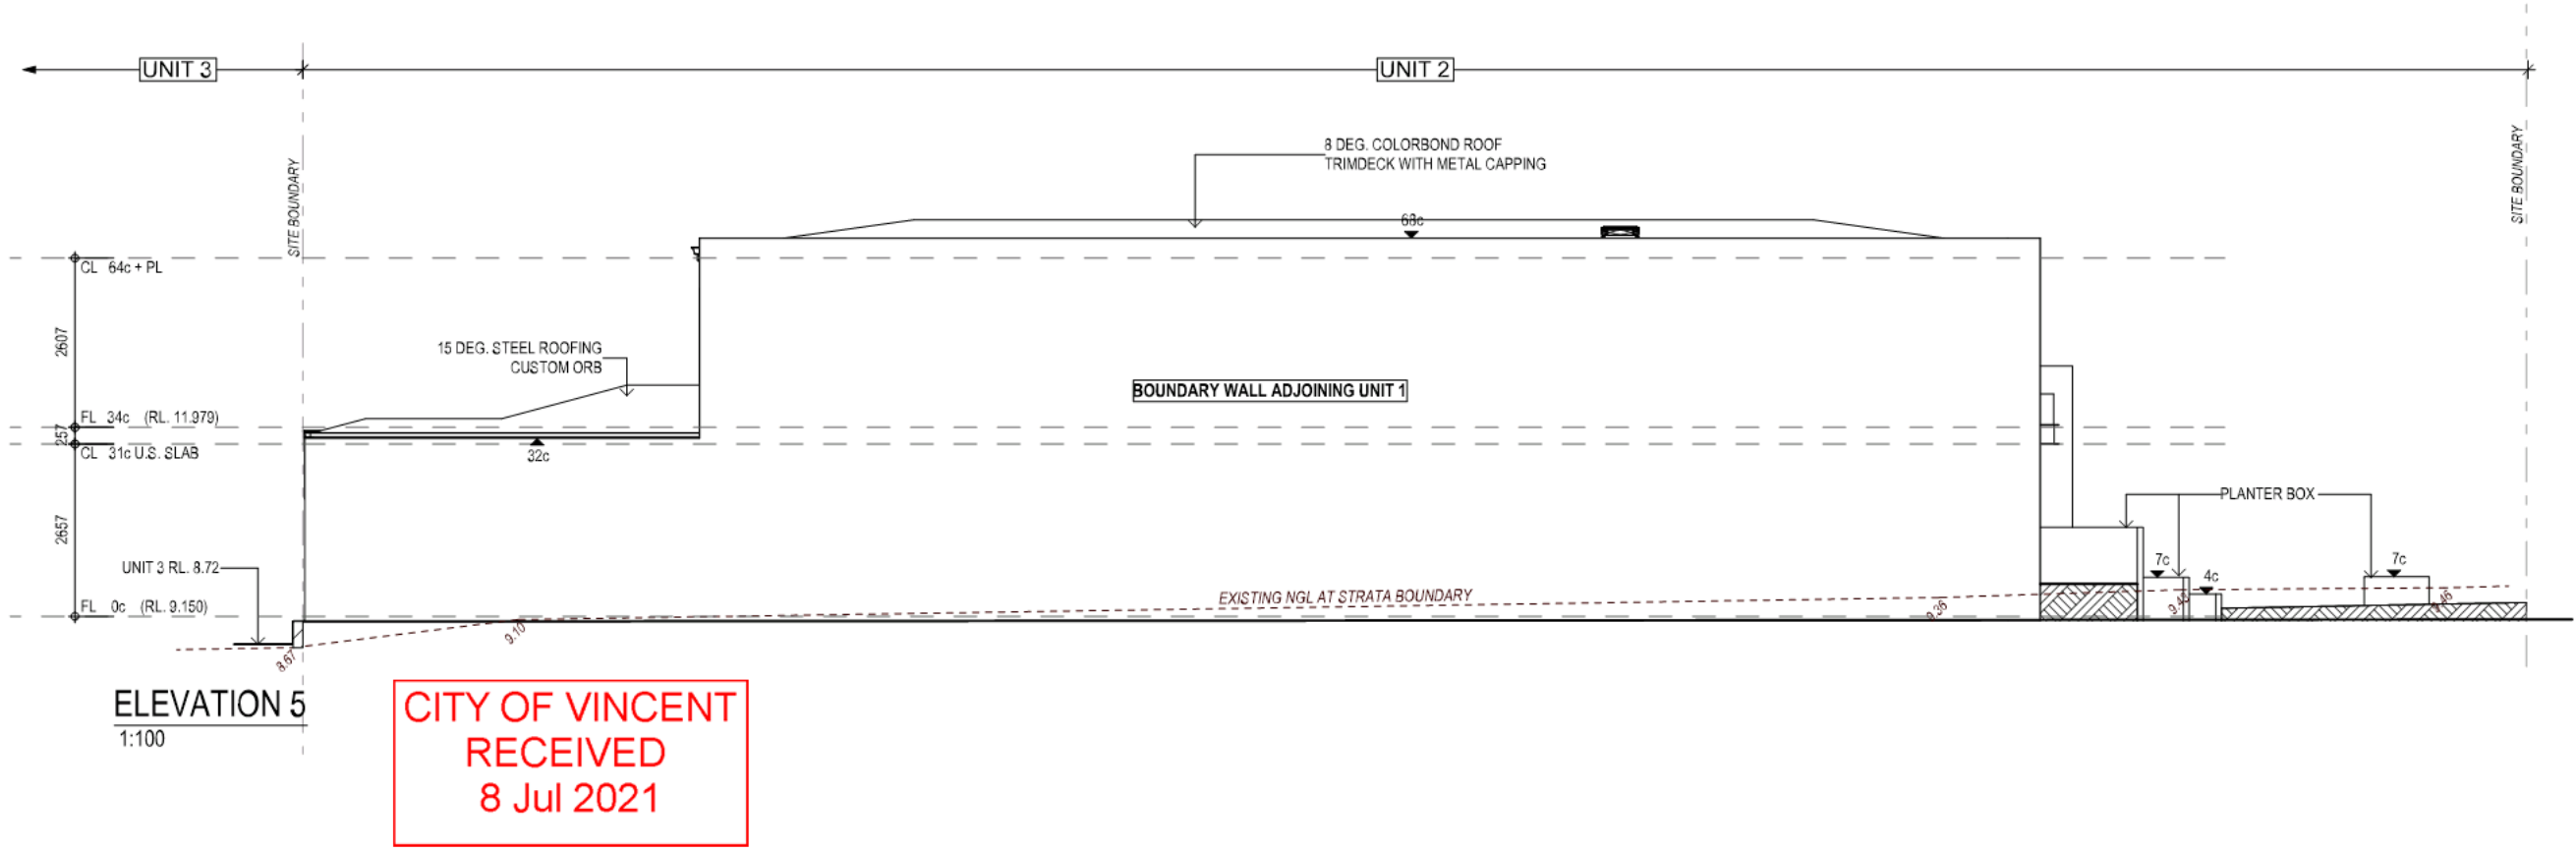 UNIT 3
UNIT 2
SITE BOUNDARY
SITE BOUNDARY
8 DEG. COLORBOND ROOF
TRIMDECK WITH METAL CAPPING
68c
CL 64c + PL
2607
15 DEG. STEEL ROOFING
CUSTOM ORB
BOUNDARY WALL ADJOINING UNIT 1
FL 34c (RL. 11.979)
257
CL 31c U.S. SLAB
32c
2657
PLANTER BOX
UNIT 3 RL. 8.72
7c
4c
7c
FL 0c (RL. 9.150)
EXISTING NGL AT STRATA BOUNDARY
8.67
9.10
9.36
9.46
ELEVATION 5
1:100
CITY OF VINCENT
RECEIVED
8 Jul 2021